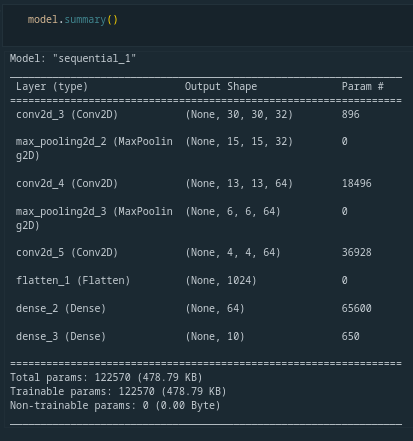 model.summary()
Model: "sequential_1"
Layer (type) Output Shape Param #
conv2d_3 (Conv2D) (None, 30, 30, 32) 896
max_pooling2d_2 (MaxPoolin (None, 15, 15, 32) 0
g2D)
conv2d_4 (Conv2D) (None, 13, 13, 64) 18496
max_pooling2d_3 (MaxPoolin (None, 6, 6, 64) 0
g2D)
conv2d_5 (Conv2D) (None, 4, 4, 64) 36928
flatten_1 (Flatten) (None, 1024) 0
dense_2 (Dense) (None, 64) 65600
dense_3 (Dense) (None, 10) 650
Total params: 122570 (478.79 KB)
Trainable params: 122570 (478.79 KB)
Non-trainable params: 0 (0.00 Byte)